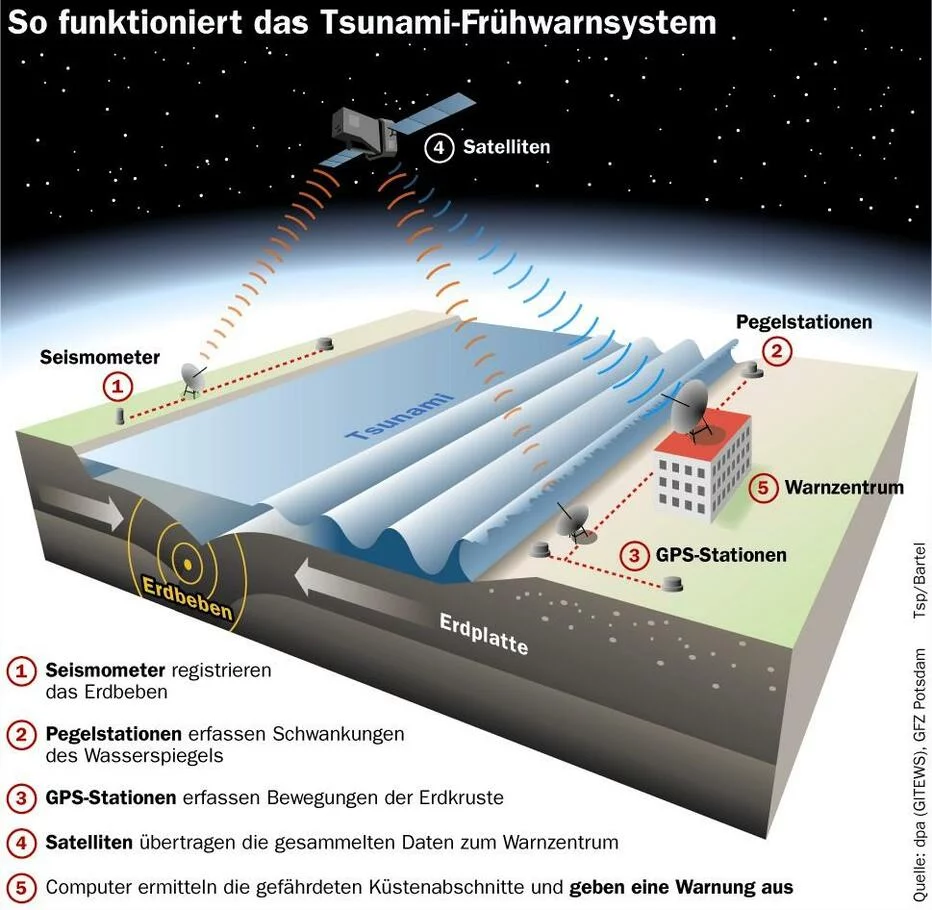 So funktioniert das Tsunami-Frühwarnsystem
4 Satelliten
Pegelstationen
2
Seismometer
1
Tsunami
5 Warnzentrum
3 GPS-Stationen
Erdbeben
Erdplatte
1 Seismometer registrieren
das Erdbeben
2 Pegelstationen erfassen Schwankungen
des Wasserspiegels
3 GPS-Stationen erfassen Bewegungen der Erdkruste
4 Satelliten übertragen die gesammelten Daten zum Warnzentrum
5 Computer ermitteln die gefährdeten Küstenabschnitte und geben eine Warnung aus
Quelle: dpa (GITEWS), GFZ Potsdam Tsp/Bartel